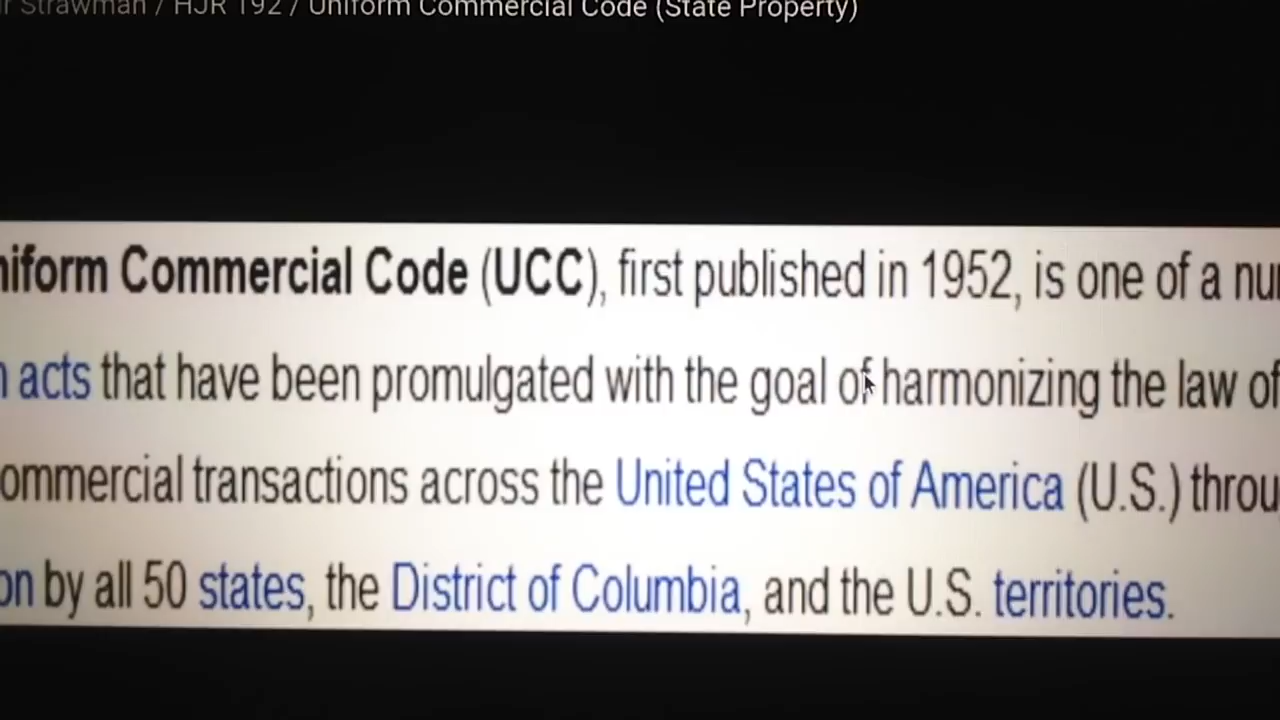 Strawman / HJR 192 / Uniform Commercial Code (State Property)
niform Commercial Code (UCC), first published in 1952, is one of a nu
acts that have been promulgated with the goal of harmonizing the law of
ommercial transactions across the United States of America (U.S.) throu
on by all 50 states, the District of Columbia, and the U.S. territories.